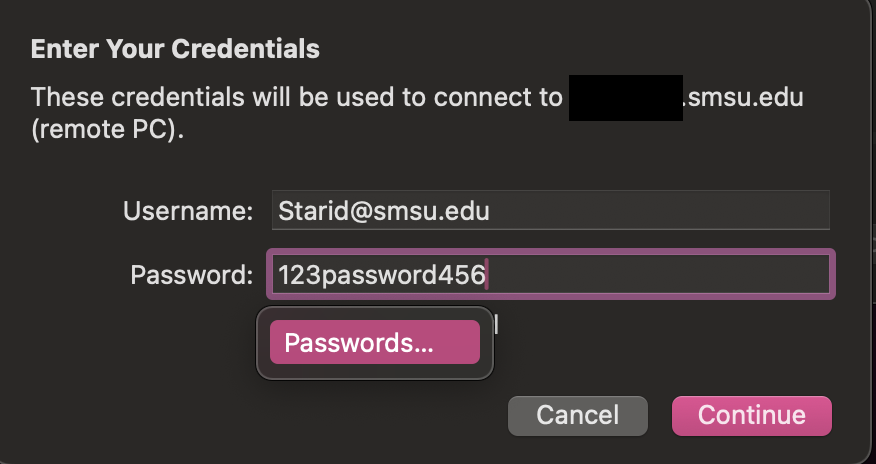 Enter Your Credentials
These credentials will be used to connect to .smsu.edu
(remote PC).
Username: Starid@smsu.edu
Password: 123password456
Passwords...
Cancel Continue